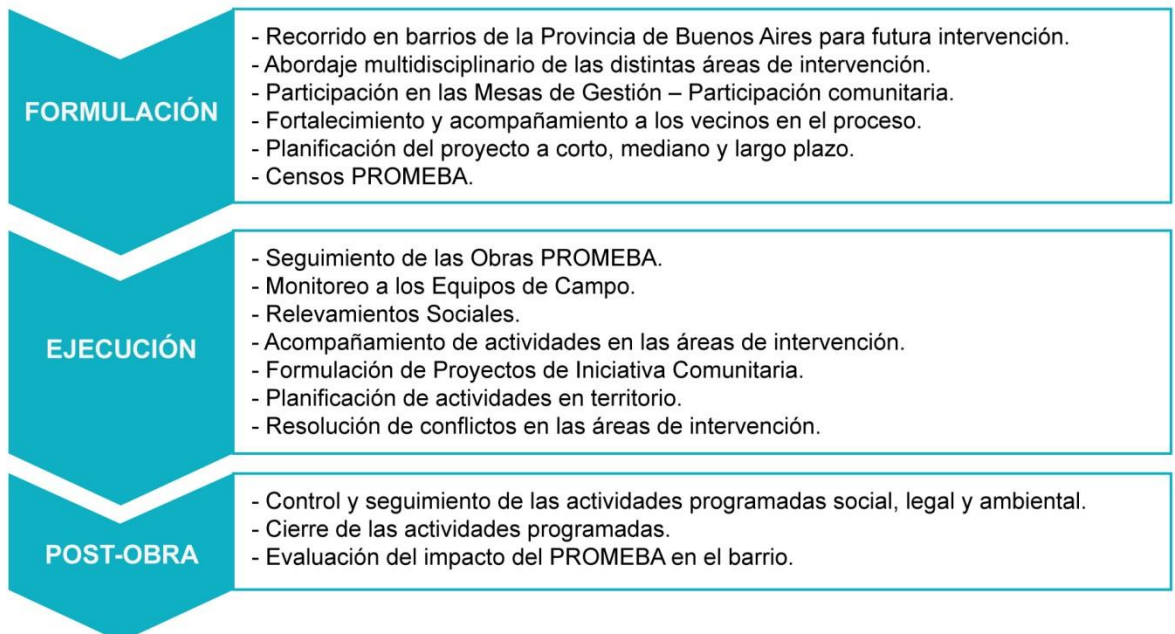 FORMULACIÓN
- Recorrido en barrios de la Provincia de Buenos Aires para futura intervención.
- Abordaje multidisciplinario de las distintas áreas de intervención.
- Participación en las Mesas de Gestión – Participación comunitaria.
- Fortalecimiento y acompañamiento a los vecinos en el proceso.
- Planificación del proyecto a corto, mediano y largo plazo.
- Censos PROMEBA.
EJECUCIÓN
- Seguimiento de las Obras PROMEBA.
- Monitoreo a los Equipos de Campo.
- Relevamientos Sociales.
- Acompañamiento de actividades en las áreas de intervención.
- Formulación de Proyectos de Iniciativa Comunitaria.
- Planificación de actividades en territorio.
- Resolución de conflictos en las áreas de intervención.
POST-OBRA
- Control y seguimiento de las actividades programadas social, legal y ambiental.
- Cierre de las actividades programadas.
- Evaluación del impacto del PROMEBA en el barrio.